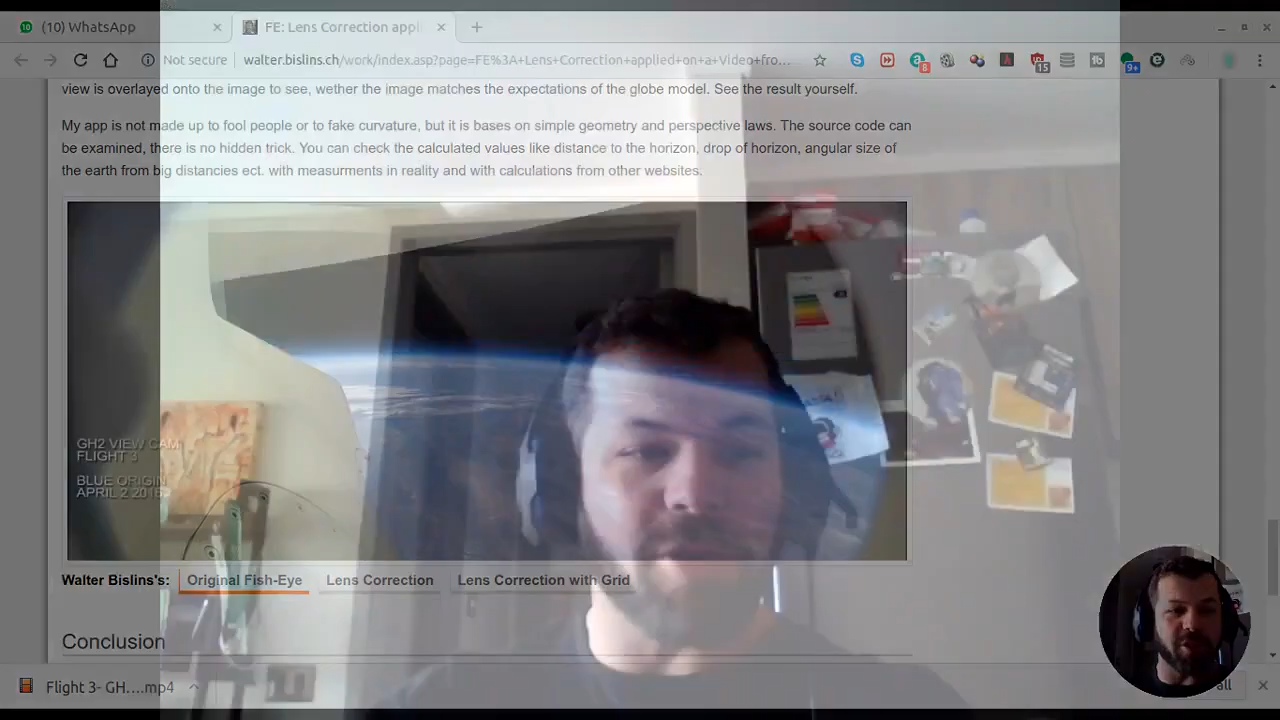 (10) WhatsApp
FE: Lens Correction appl
Not secure
walter.bislins.ch/work/index.asp?page=FE%3A+Lens+Correction+applied+on+a+Video+fro...
8
15
9+
view is overlayed onto the image to see, wether the image matches the expectations of the globe model. See the result yourself.
My app is not made up to fool people or to fake curvature, but it is bases on simple geometry and perspective laws. The source code can
be examined, there is no hidden trick. You can check the calculated values like distance to the horizon, drop of horizon, angular size of
the earth from big distancies ect. with measurments in reality and with calculations from other websites.
GH2 VIEW CAM
FLIGHT 3
BLUE ORIGIN
APRIL 2 2016
Walter Bislins's:
Original Fish-Eye
Lens Correction
Lens Correction with Grid
Conclusion
Flight 3- GH....mp4
all